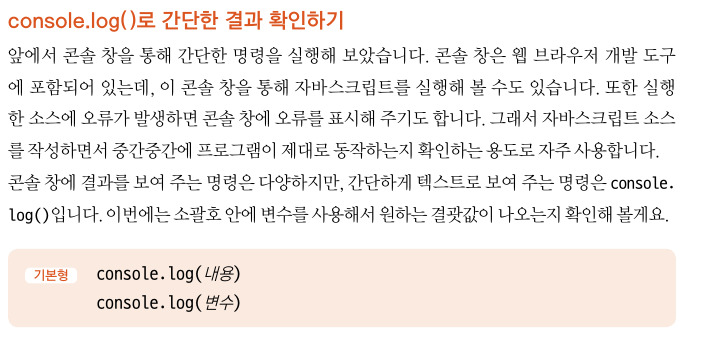 console.log()로 간단한 결과 확인하기
앞에서 콘솔 창을 통해 간단한 명령을 실행해 보았습니다. 콘솔 창은 웹 브라우저 개발 도구
에 포함되어 있는데, 이 콘솔 창을 통해 자바스크립트를 실행해 볼 수도 있습니다. 또한 실행
한 소스에 오류가 발생하면 콘솔 창에 오류를 표시해 주기도 합니다. 그래서 자바스크립트 소스
를 작성하면서 중간중간에 프로그램이 제대로 동작하는지 확인하는 용도로 자주 사용합니다.
콘솔 창에 결과를 보여 주는 명령은 다양하지만, 간단하게 텍스트로 보여 주는 명령은 console.
log()입니다. 이번에는 소괄호 안에 변수를 사용해서 원하는 결괏값이 나오는지 확인해 볼게요.
기본형 console.log(내용)
console.log(변수)